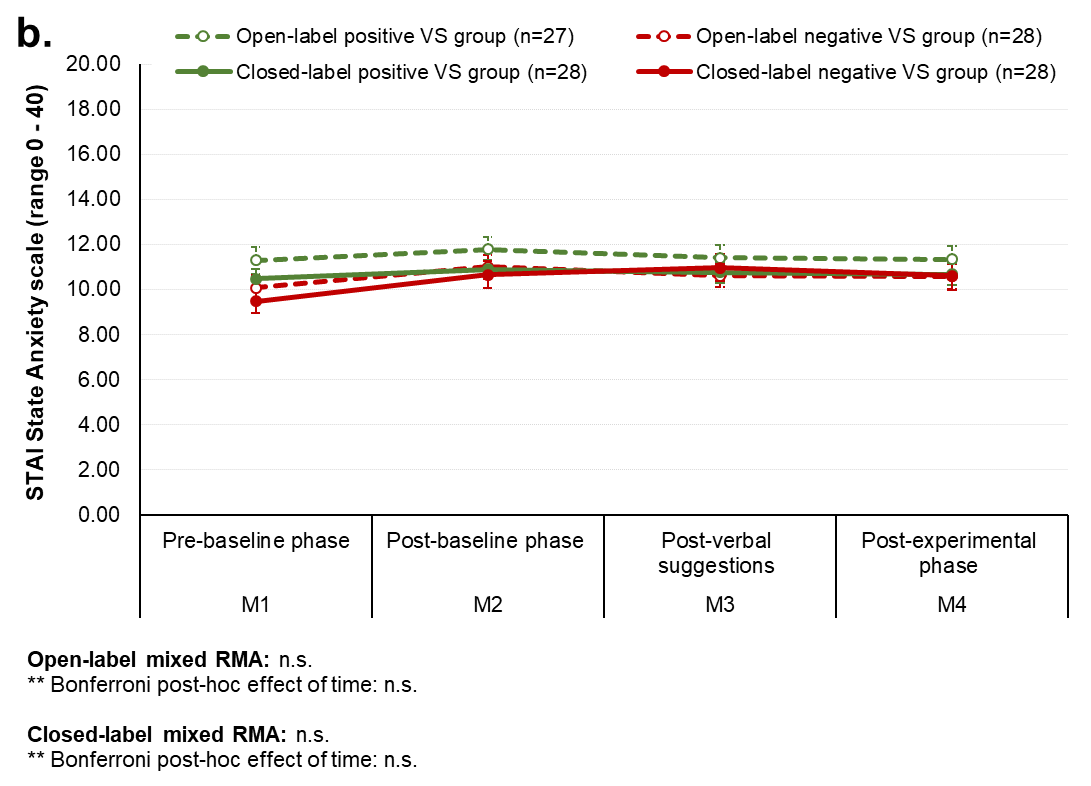 b.
Open-label positive VS group (n=27)
Open-label negative VS group (n=28)
Closed-label positive VS group (n=28)
Closed-label negative VS group (n=28)
STAI State Anxiety scale (range 0 - 40)
20.00
18.00
16.00
14.00
12.00
10.00
8.00
6.00
4.00
2.00
0.00
Pre-baseline phase
Post-baseline phase
Post-verbal
suggestions
Post-experimental
phase
M1
M2
M3
M4
Open-label mixed RMA: n.s.
** Bonferroni post-hoc effect of time: n.s.
Closed-label mixed RMA: n.s.
** Bonferroni post-hoc effect of time: n.s.